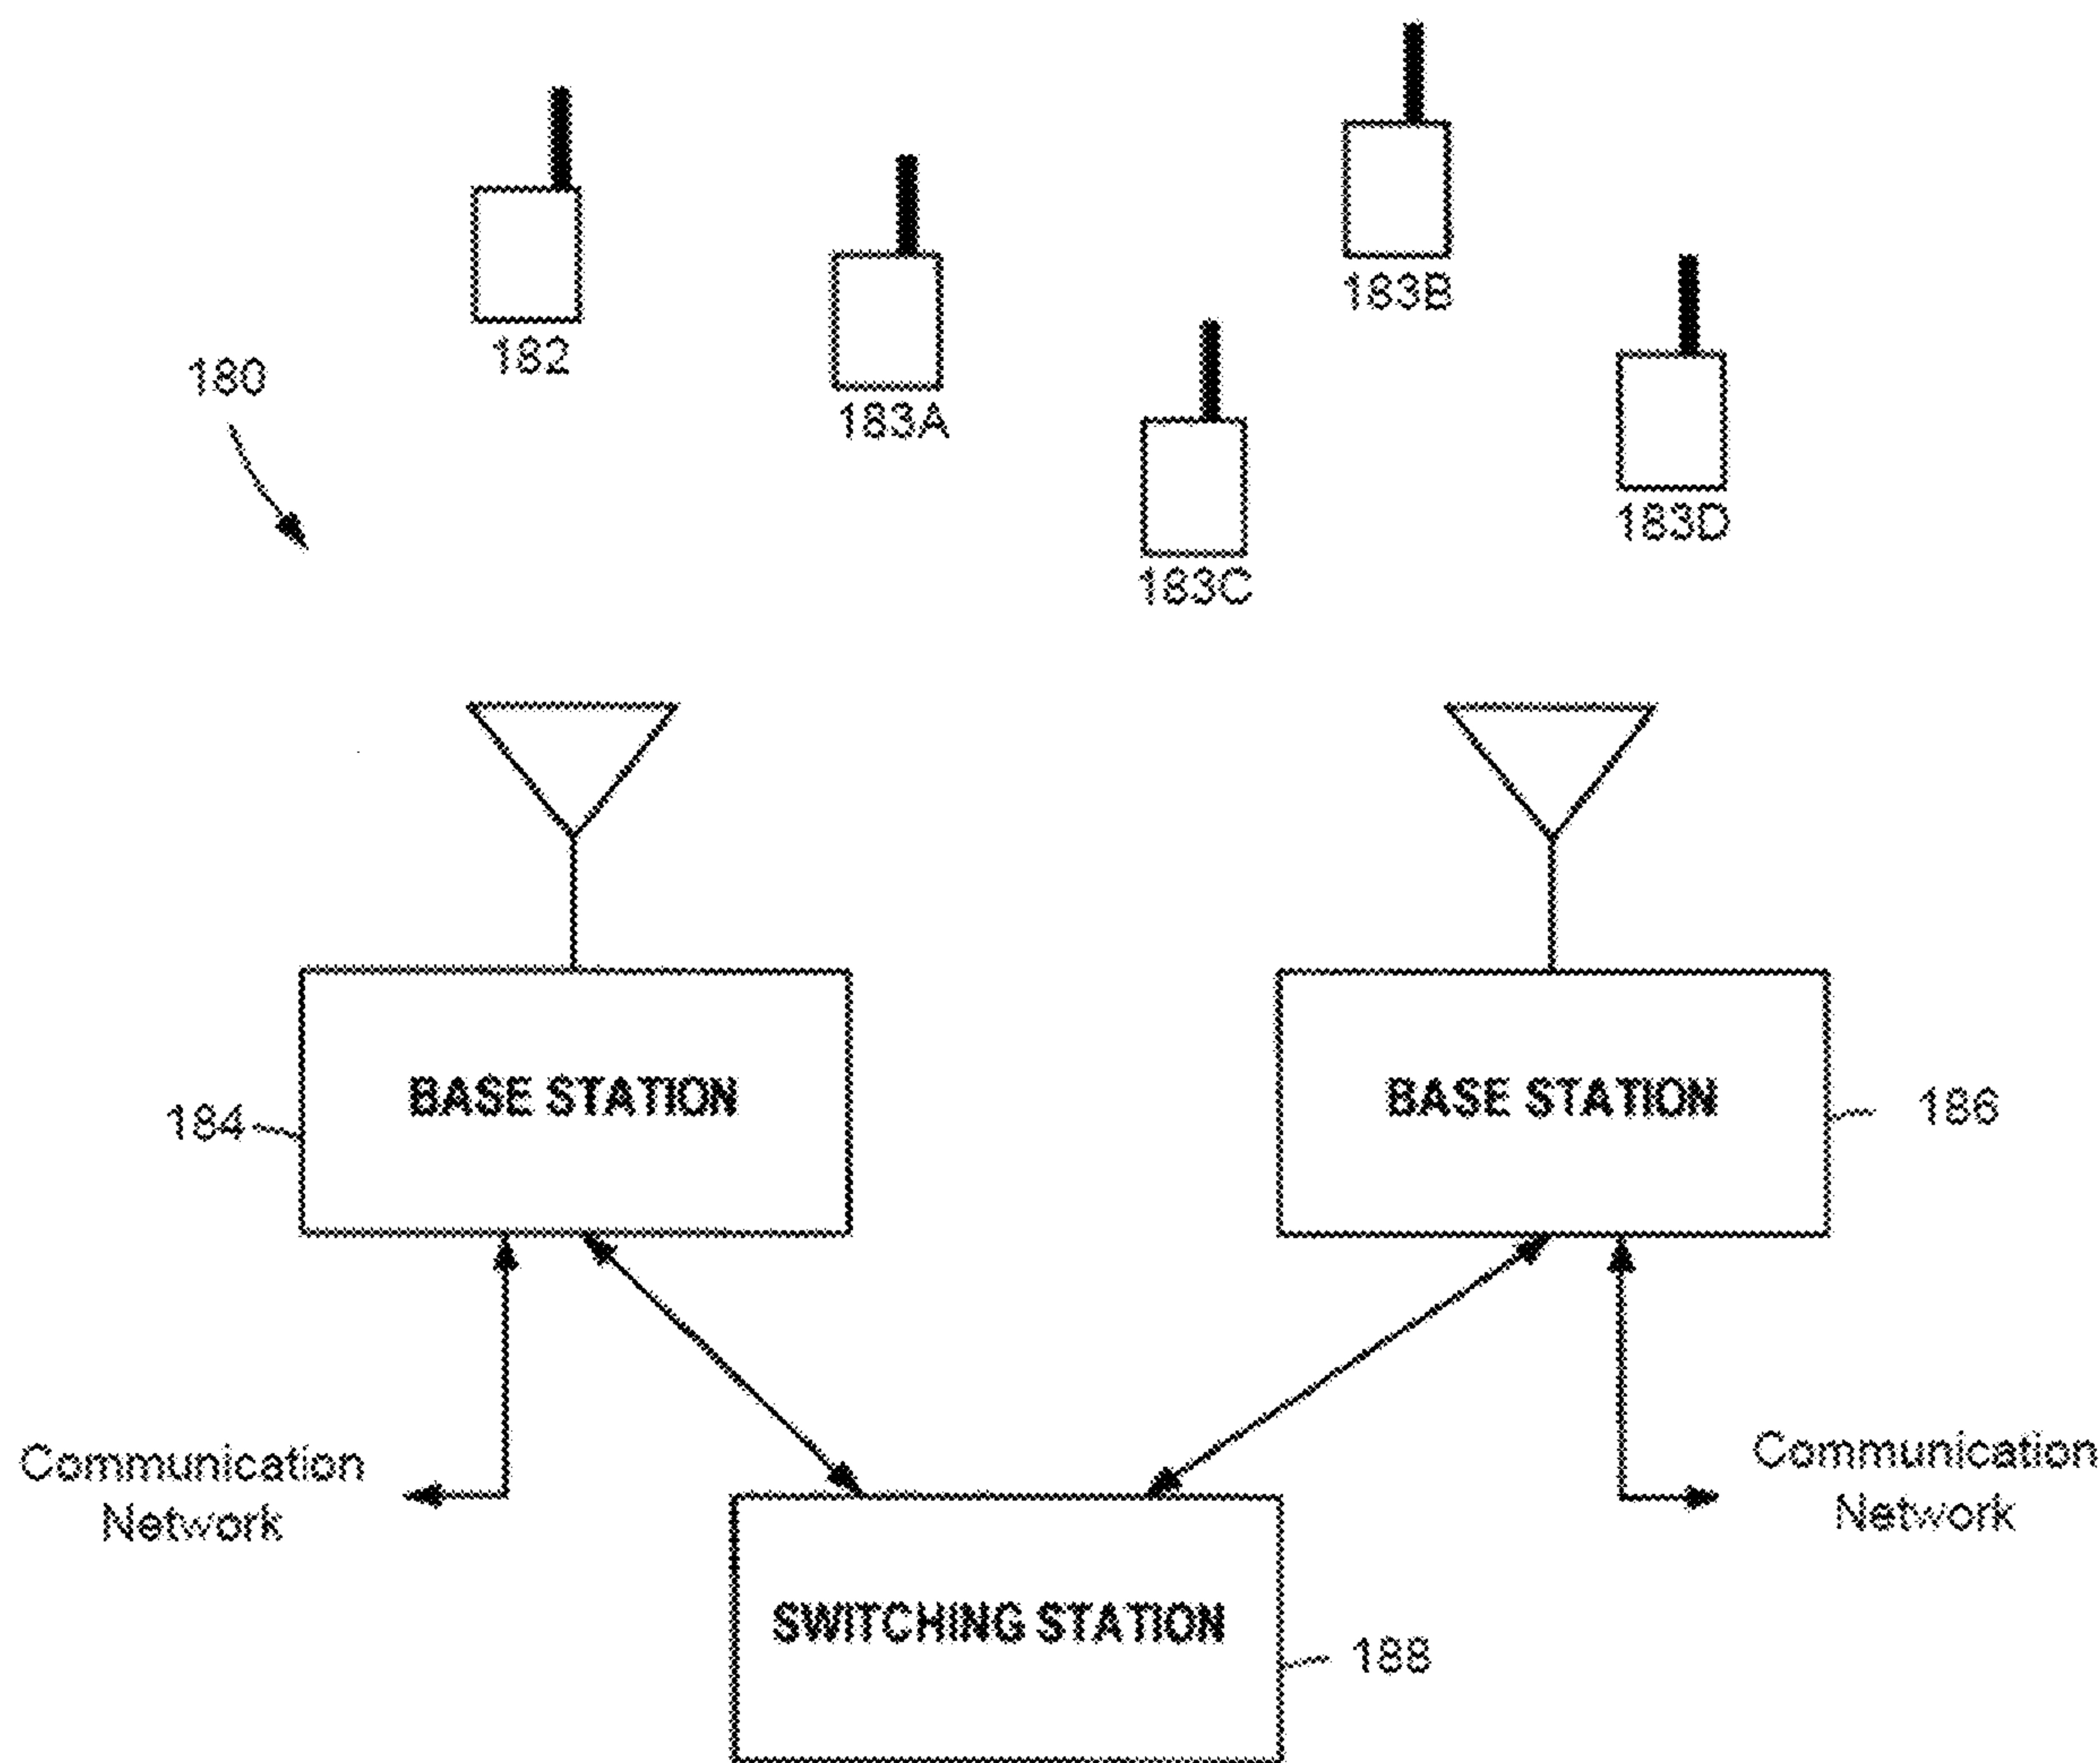 183B
182
180
183A
183D
183C
BASE STATION
BASE STATION
184
186
Communication
Network
Communication
Network
SWITCHING STATION
188